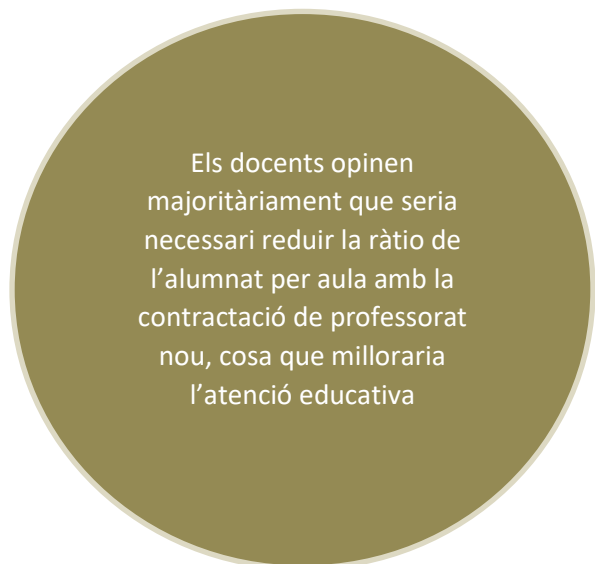 Els docents opinen
majoritàriament que seria
necessari reduir la ràtio de
l’alumnat per aula amb la
contractació de professorat
nou, cosa que milloraria
l’atenció educativa